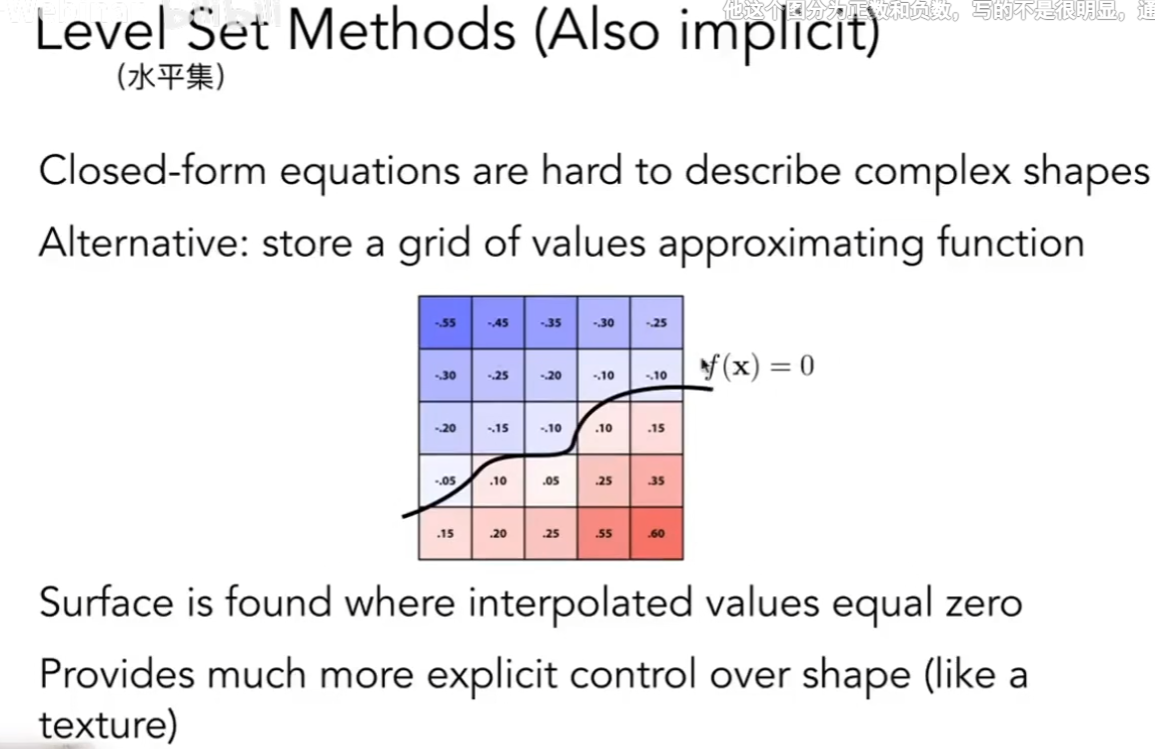 他这个图分为正数和负数，写的不是很明显，通
Level Set Methods (Also implicit)
(水平集)
Closed-form equations are hard to describe complex shapes
Alternative: store a grid of values approximating function
-.55 -.45 -.35 -.30 -.25
-.30 -.25 -.20 -.10 -.10
f(x) = 0
-.20 -.15 -.10 .10 .15
-.05 .10 .05 .25 .35
.15 .20 .25 .55 .60
Surface is found where interpolated values equal zero
Provides much more explicit control over shape (like a
texture)